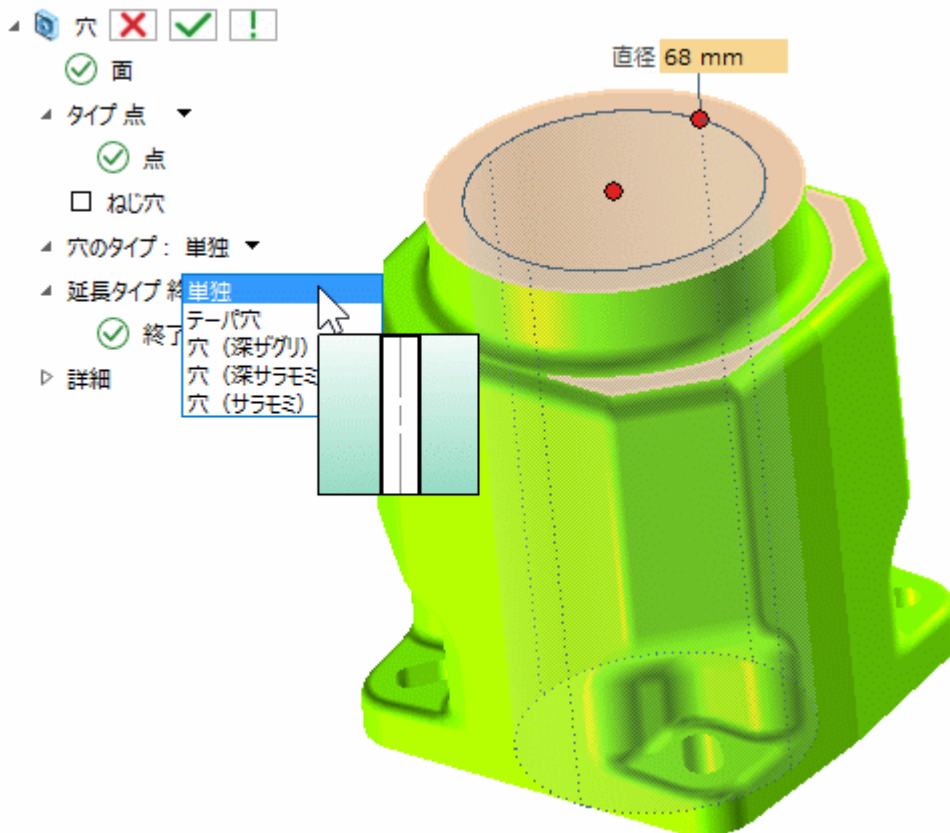 穴
直径 68 mm
面
タイプ 点
点
ねじ穴
穴のタイプ : 単独
延長タイプ
単独
テーパ穴
終了
穴（深ザグリ）
穴（深サラモミ
詳細
穴（サラモミ）